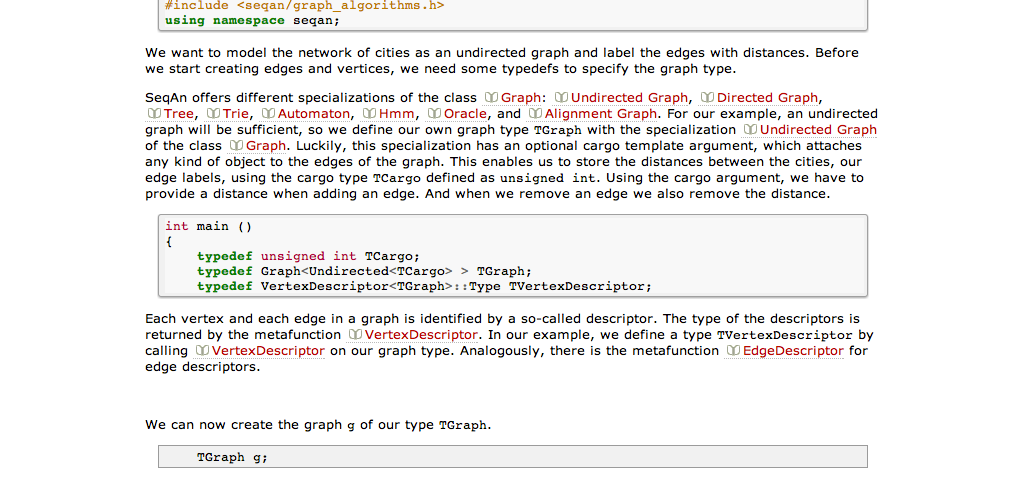 #include <seqan/graph_algorithms.h>
using namespace seqan;
We want to model the network of cities as an undirected graph and label the edges with distances. Before
we start creating edges and vertices, we need some typedefs to specify the graph type.
SeqAn offers different specializations of the class Graph: Undirected Graph, Directed Graph,
Tree, Trie, Automaton, Hmm, Oracle, and Alignment Graph. For our example, an undirected
graph will be sufficient, so we define our own graph type TGraph with the specialization Undirected Graph
of the class Graph. Luckily, this specialization has an optional cargo template argument, which attaches
any kind of object to the edges of the graph. This enables us to store the distances between the cities, our
edge labels, using the cargo type TCargo defined as unsigned int. Using the cargo argument, we have to
provide a distance when adding an edge. And when we remove an edge we also remove the distance.
int main ()
{
typedef unsigned int TCargo;
typedef Graph<Undirected<TCargo> > TGraph;
typedef VertexDescriptor<TGraph>::Type TVertexDescriptor;
Each vertex and each edge in a graph is identified by a so-called descriptor. The type of the descriptors is
returned by the metafunction VertexDescriptor. In our example, we define a type TVertexDescriptor by
calling VertexDescriptor on our graph type. Analogously, there is the metafunction EdgeDescriptor for
edge descriptors.
We can now create the graph g of our type TGraph.
TGraph g;